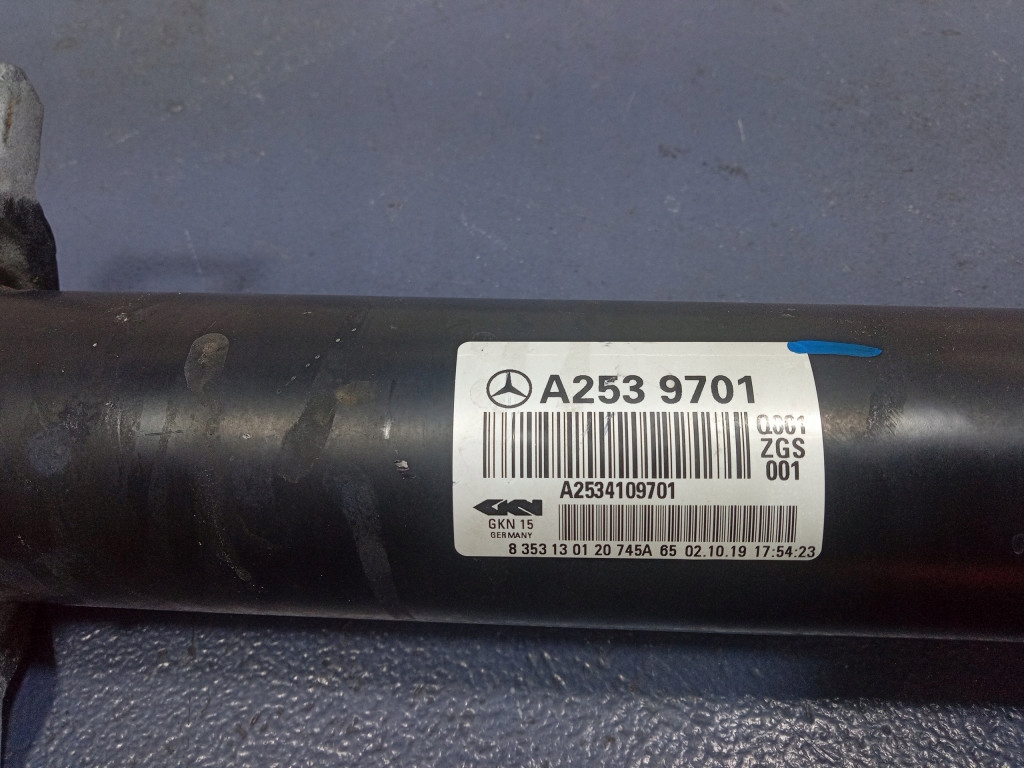 A253 9701
Q001
ZGS
001
A2534109701
GKN
GKN 15
GERMANY
8 353 13 01 20 745A 65 02.10.19 17:54:23